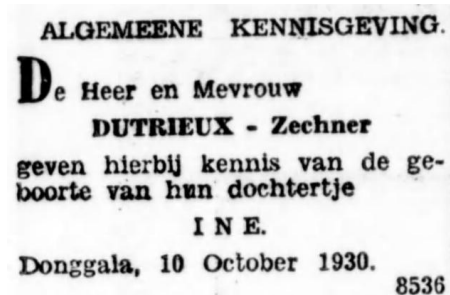 ALGEMEENE KENNISGEVING.
De Heer en Mevrouw
DUTRIEUX - Zechner
geven hierbij kennis van de ge-
boorte van hun dochtertje
INE.
Donggala, 10 October 1930.
8536